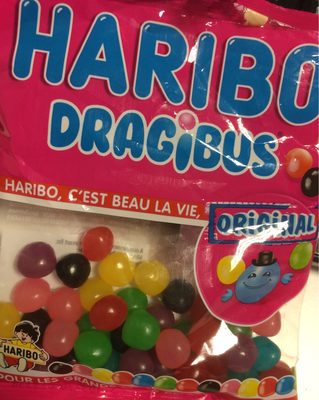 HARIBO
DRAGIBUS
HARIBO, C'EST BEAU LA VIE,
ORIGINAL
HARIBO
POUR LES GRANDS